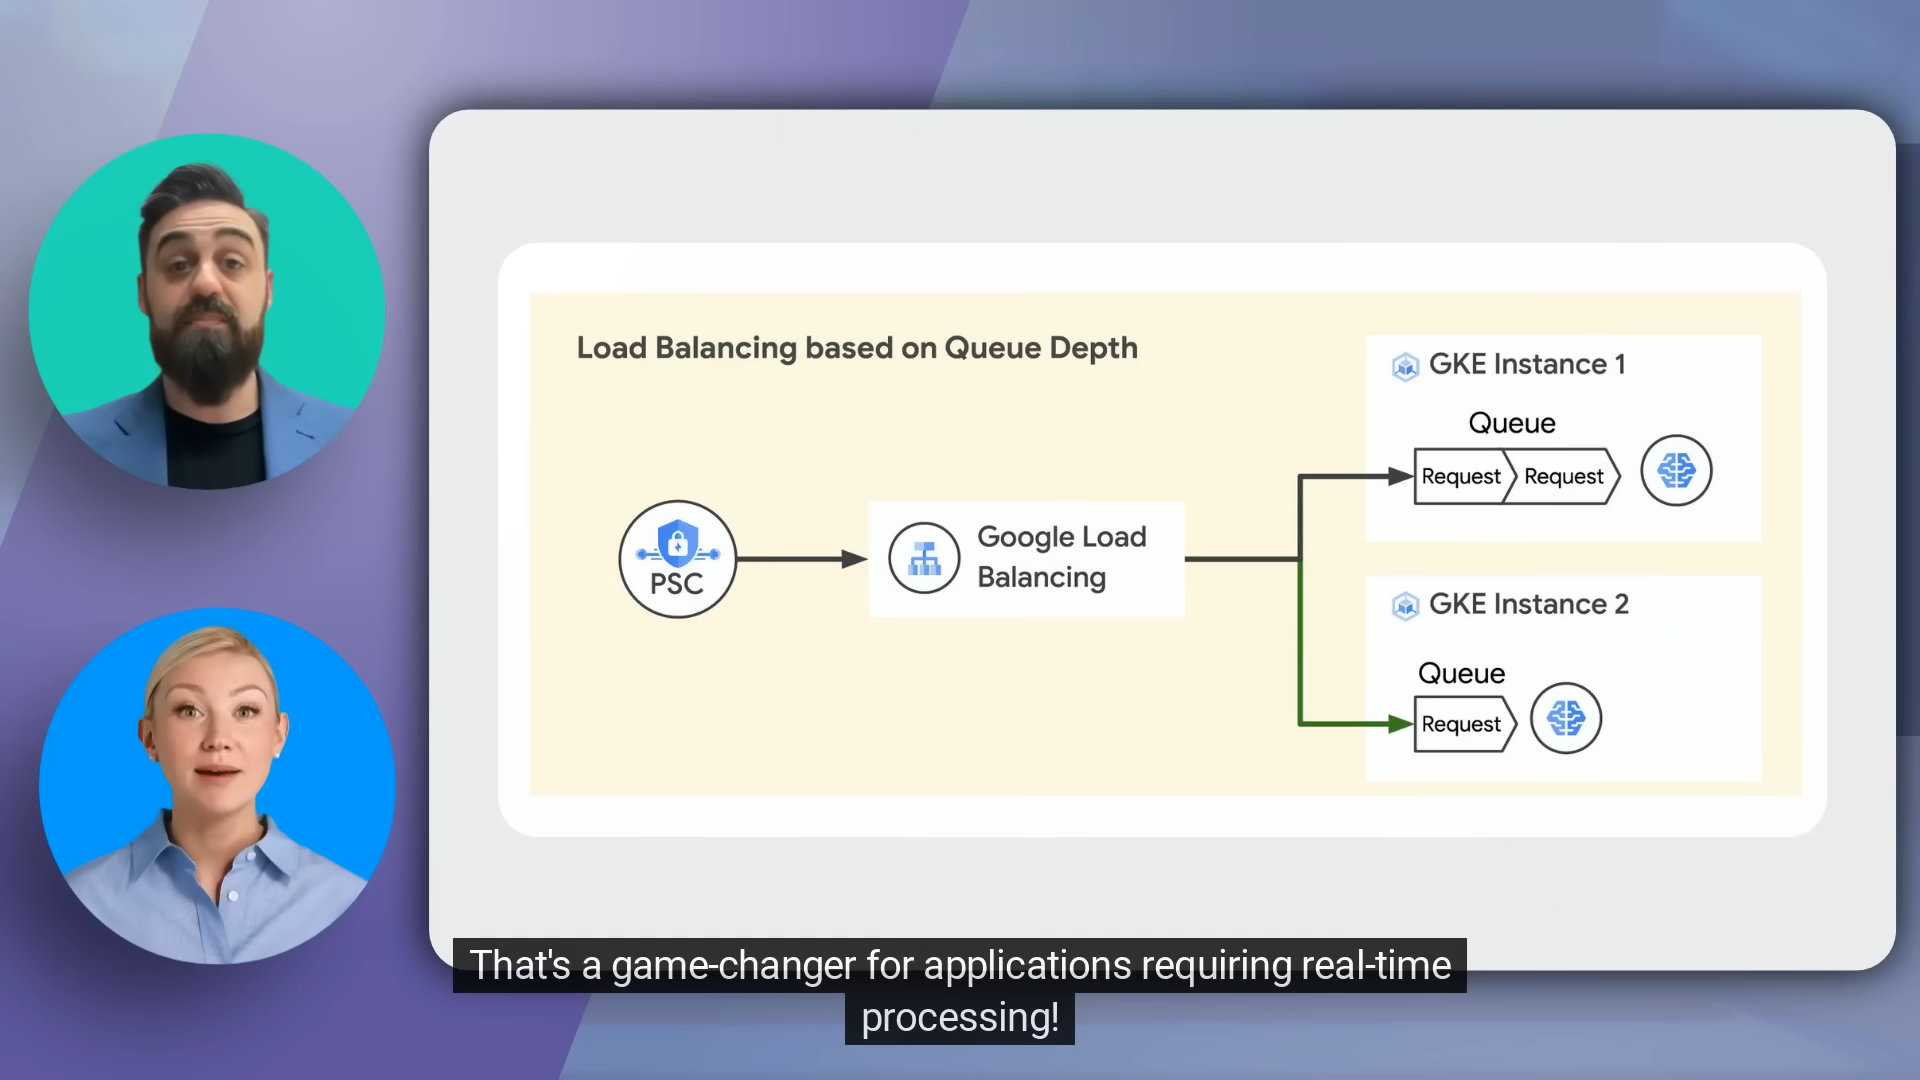 Load Balancing based on Queue Depth
PSC
Google Load
Balancing
GKE Instance 1
Queue
Request Request
GKE Instance 2
Queue
Request
That's a game-changer for applications requiring real-time
processing!